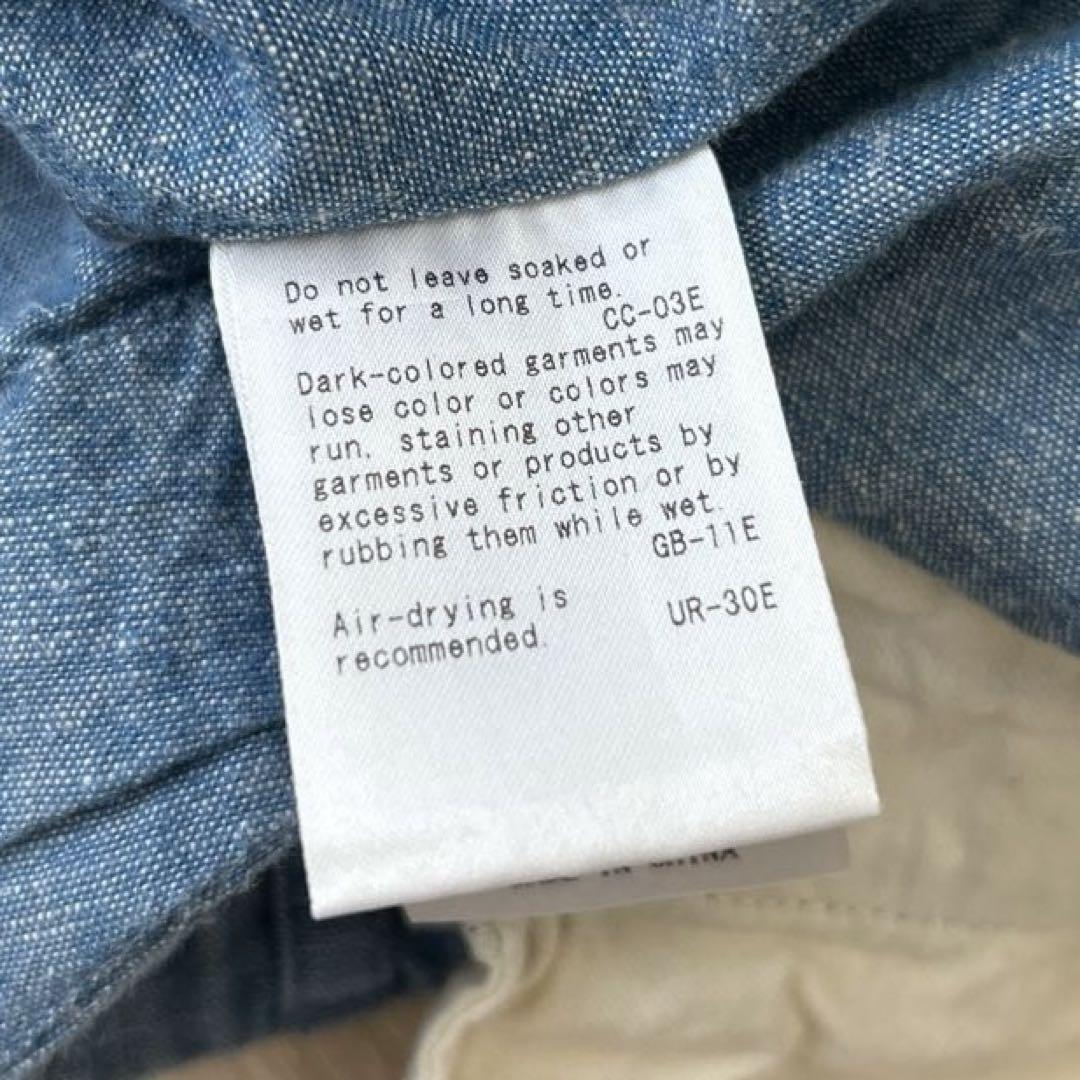 Do not leave soaked or
wet for a long time.
CC-03E
Dark-colored garments may
lose color or colors may
run, staining other
garments or products by
excessive friction or by
rubbing them while wet.
GB-11E
Air-drying is
recommended.
UR-30E
IN CHINA